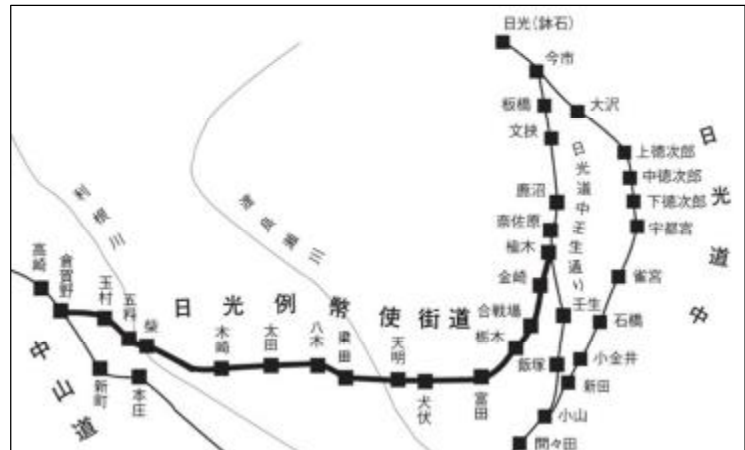 日光(鉢石)
今市
板橋
大沢
文挟
上徳次郎
中徳次郎
下徳次郎
宇都宮
日光道中
日光道中壬生通り
鹿沼
奈佐原
楡木
金崎
雀宮
壬生
石橋
合戦場
栃木
小金井
飯塚
新田
小山
間々田
利根川
渡良瀬川
高崎
倉賀野
玉村
五料
柴
日光例幣使街道
木崎
太田
八木
梁田
天明
犬伏
富田
中山道
新町
本庄